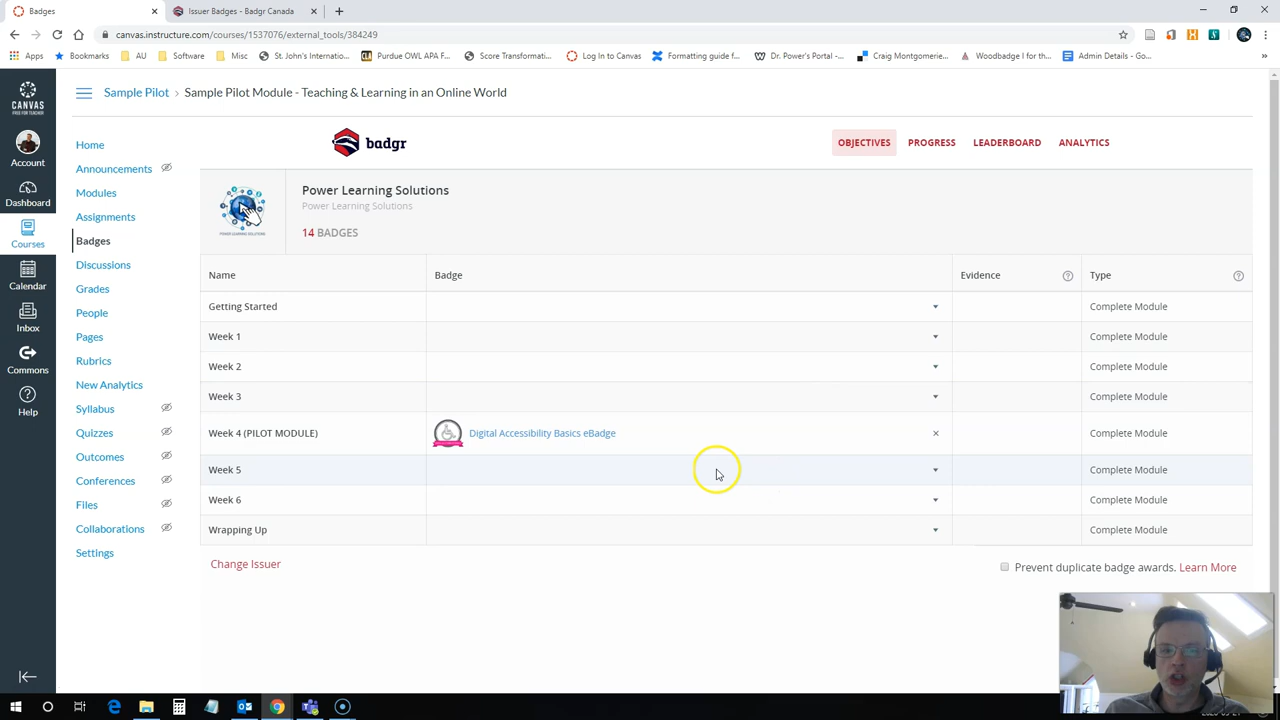 Badges
Issuer Badges - Badgr Canada
canvas.instructure.com/courses/1537076/external_tools/384249
Apps
Bookmarks
AU
Software
Misc
St. John's Internatio...
Purdue OWL APA F...
Score Transformati...
Log In to Canvas
Formatting guide f...
Dr. Power's Portal -...
Craig Montgomerie...
Woodbadge I for th...
Admin Details - Go...
CANVAS
FREE FOR TEACHER
Account
Dashboard
Courses
Calendar
Inbox
Commons
Help
Sample Pilot > Sample Pilot Module - Teaching & Learning in an Online World
Home
Announcements
Modules
Assignments
Badges
Discussions
Grades
People
Pages
Rubrics
New Analytics
Syllabus
Quizzes
Outcomes
Conferences
Files
Collaborations
Settings
badgr
OBJECTIVES
PROGRESS
LEADERBOARD
ANALYTICS
Power Learning Solutions
Power Learning Solutions
14 BADGES
POWER LEARNING SOLUTIONS
Name Badge Evidence Type
Getting Started Complete Module
Week 1 Complete Module
Week 2 Complete Module
Week 3 Complete Module
Week 4 (PILOT MODULE) Digital Accessibility Basics eBadge Complete Module
Week 5 Complete Module
Week 6 Complete Module
Wrapping Up Complete Module
Change Issuer
Prevent duplicate badge awards. Learn More